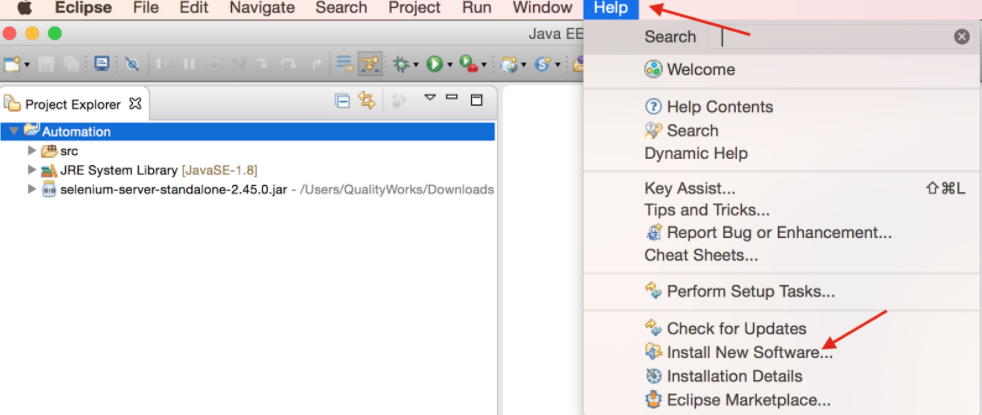 Eclipse File Edit Navigate Search Project Run Window Help
Java EE
Search
Welcome
Project Explorer
Help Contents
Automation
Search
src
Dynamic Help
JRE System Library [JavaSE-1.8]
selenium-server-standalone-2.45.0.jar - /Users/QualityWorks/Downloads
Key Assist... ⇧⌘L
Tips and Tricks...
Report Bug or Enhancement...
Cheat Sheets...
Perform Setup Tasks...
Check for Updates
Install New Software...
Installation Details
Eclipse Marketplace...